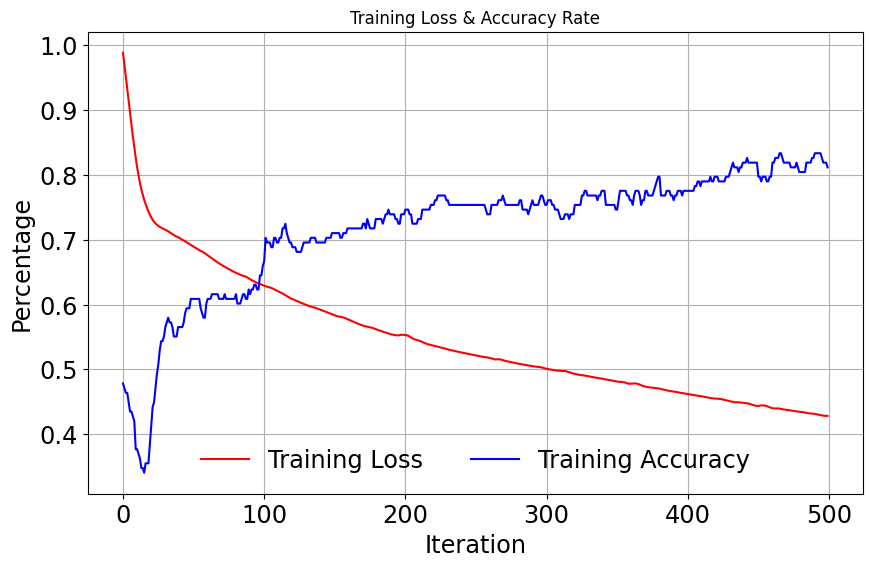 Training Loss & Accuracy Rate
1.0
0.9
0.8
0.7
0.6
0.5
0.4
Percentage
Training Loss Training Accuracy
0 100 200 300 400 500
Iteration